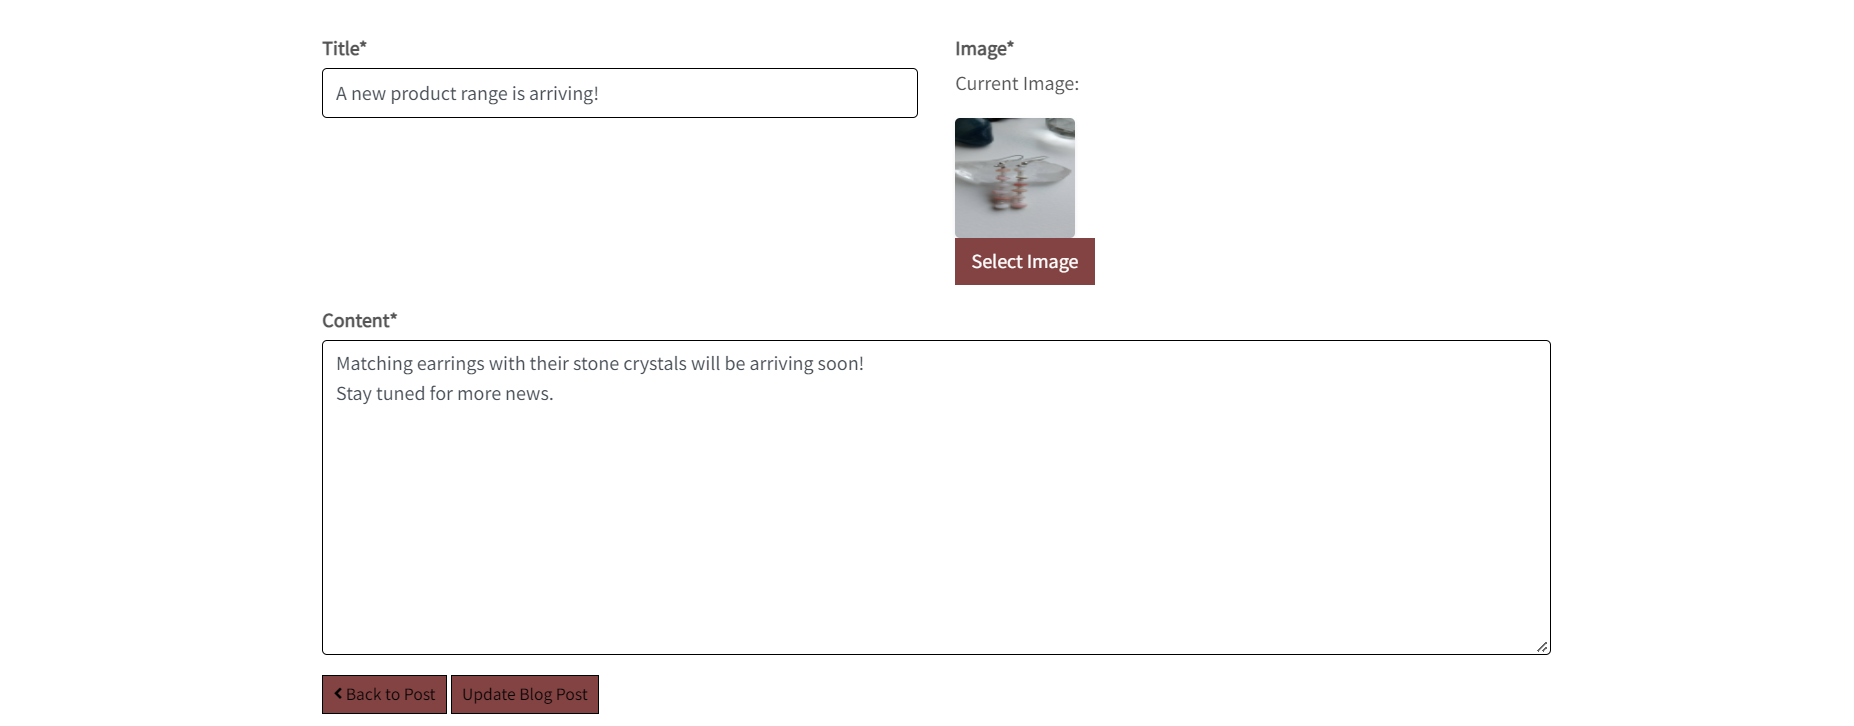 Title*
A new product range is arriving!
Image*
Current Image:
Select Image
Content*
Matching earrings with their stone crystals will be arriving soon!
Stay tuned for more news.
Back to Post
Update Blog Post